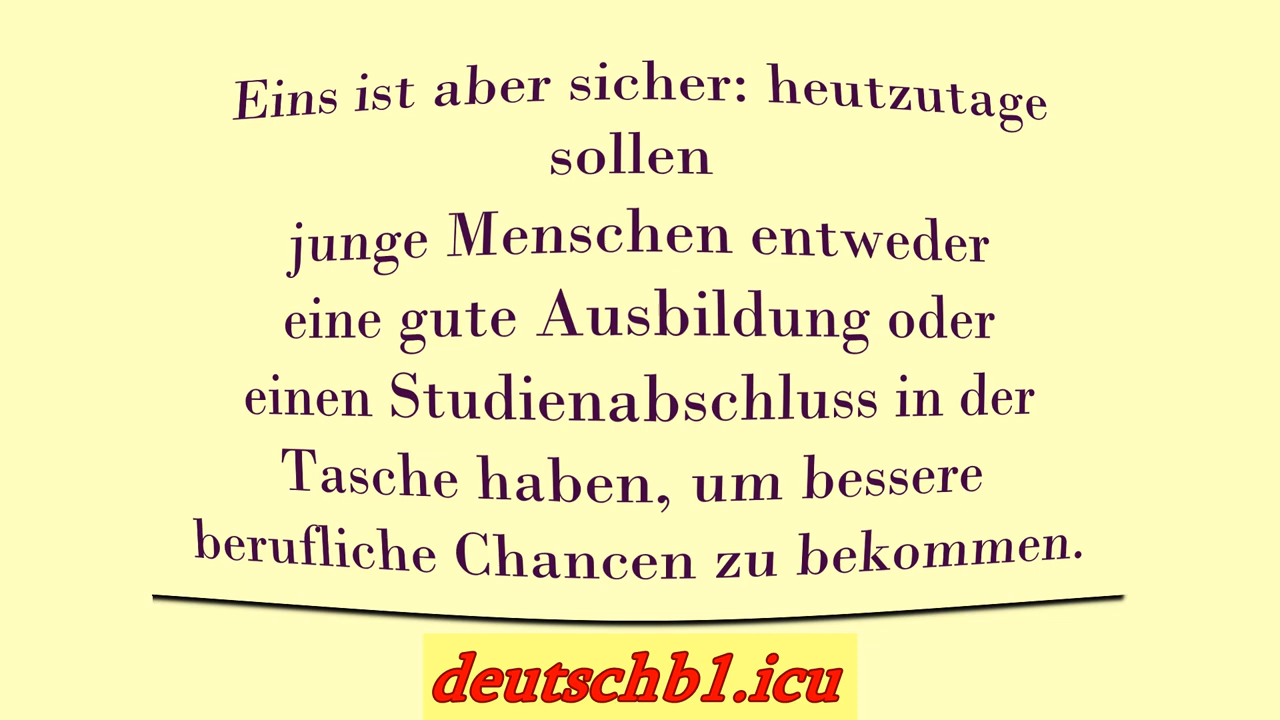 Eins ist aber sicher: heutzutage
sollen
junge Menschen entweder
eine gute Ausbildung oder
einen Studienabschluss in der
Tasche haben, um bessere
berufliche Chancen zu bekommen.
deutschb1.icu